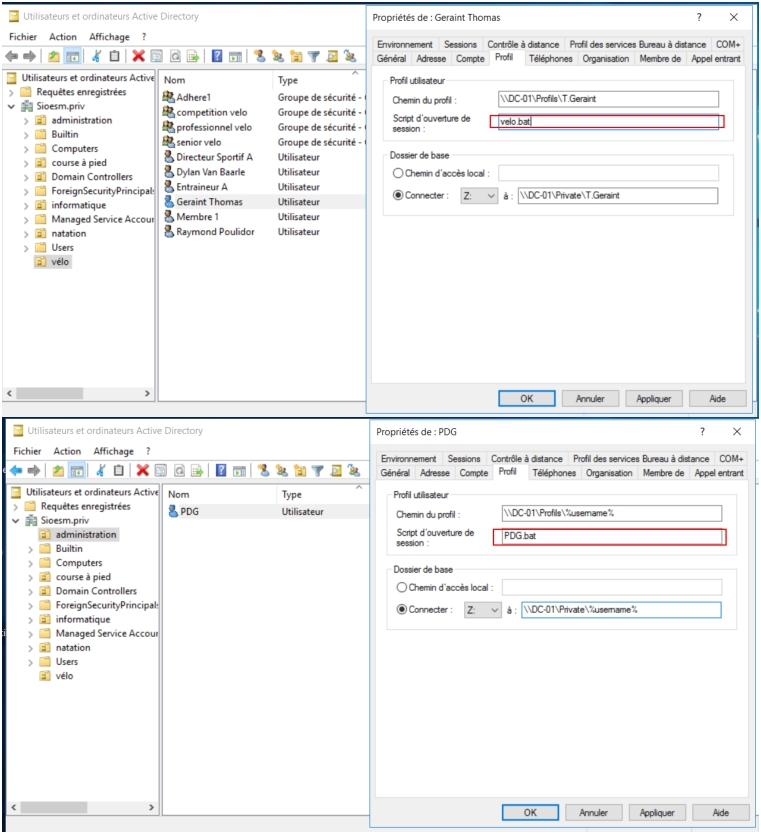 Utilisateurs et ordinateurs Active Directory
Fichier Action Affichage ?
Utilisateurs et ordinateurs Active
Requêtes enregistrées
Sioesm.priv
administration
Builtin
Computers
course à pied
Domain Controllers
ForeignSecurityPrincipals
informatique
Managed Service Accour
natation
Users
vélo
Nom Type
Adhere1 Groupe de sécurité -
competition velo Groupe de sécurité -
professionnel velo Groupe de sécurité -
senior velo Groupe de sécurité -
Directeur Sportif A Utilisateur
Dylan Van Baarle Utilisateur
Entraineur A Utilisateur
Geraint Thomas Utilisateur
Membre 1 Utilisateur
Raymond Poulidor Utilisateur
Propriétés de : Geraint Thomas ? ×
Environnement Sessions Contrôle à distance Profil des services Bureau à distance COM+
Général Adresse Compte Profil Téléphones Organisation Membre de Appel entrant
Profil utilisateur
Chemin du profil : \\DC-01\Profils\T.Geraint
Script d'ouverture de
session : velo.bat
Dossier de base
Chemin d'accès local :
Connecter : Z: à : \\DC-01\Private\T.Geraint
OK Annuler Appliquer Aide
Utilisateurs et ordinateurs Active Directory
Fichier Action Affichage ?
Utilisateurs et ordinateurs Active
Requêtes enregistrées
Sioesm.priv
administration
Builtin
Computers
course à pied
Domain Controllers
ForeignSecurityPrincipals
informatique
Managed Service Accour
natation
Users
vélo
Nom Type
PDG Utilisateur
Propriétés de : PDG ? ×
Environnement Sessions Contrôle à distance Profil des services Bureau à distance COM+
Général Adresse Compte Profil Téléphones Organisation Membre de Appel entrant
Profil utilisateur
Chemin du profil : \\DC-01\Profils\%username%
Script d'ouverture de
session : PDG.bat
Dossier de base
Chemin d'accès local :
Connecter : Z: à : \\DC-01\Private\%username%
OK Annuler Appliquer Aide